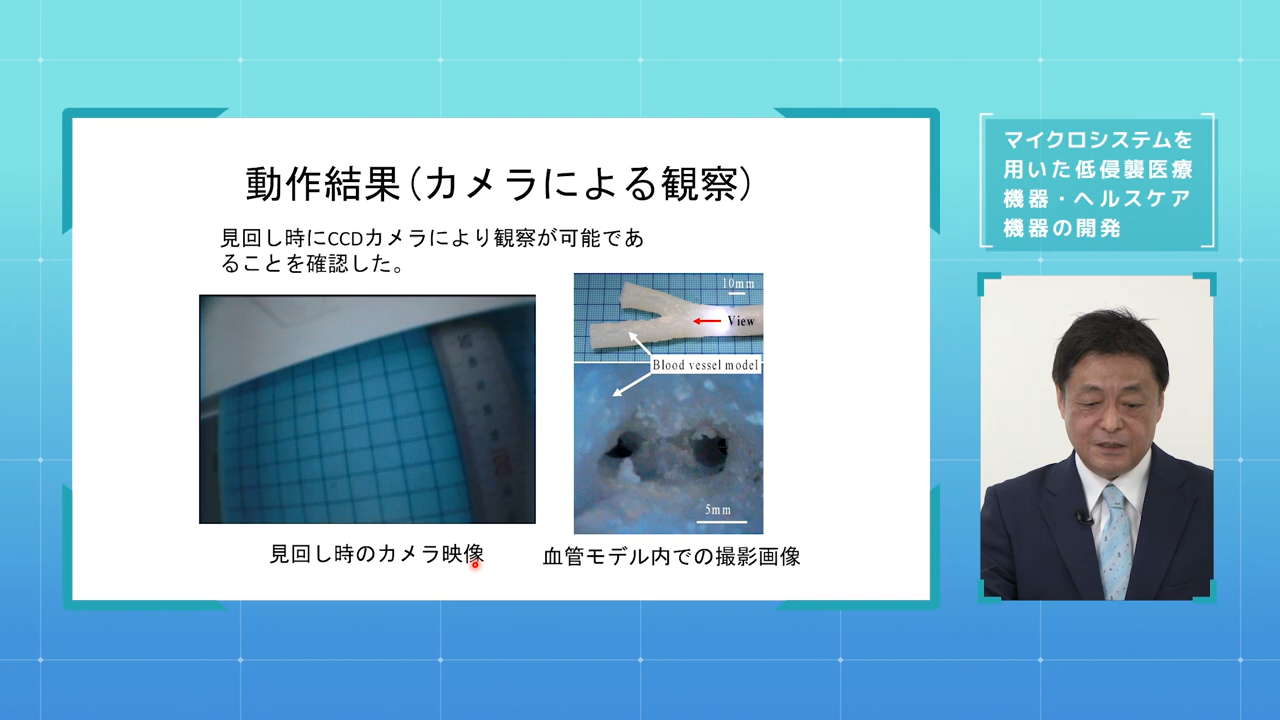 動作結果(カメラによる観察)
見回し時にCCDカメラにより観察が可能であ
ることを確認した。
10mm
View
Blood vessel model
5mm
見回し時のカメラ映像
血管モデル内での撮影画像
マイクロシステムを
用いた低侵襲医療
機器・ヘルスケア
機器の開発